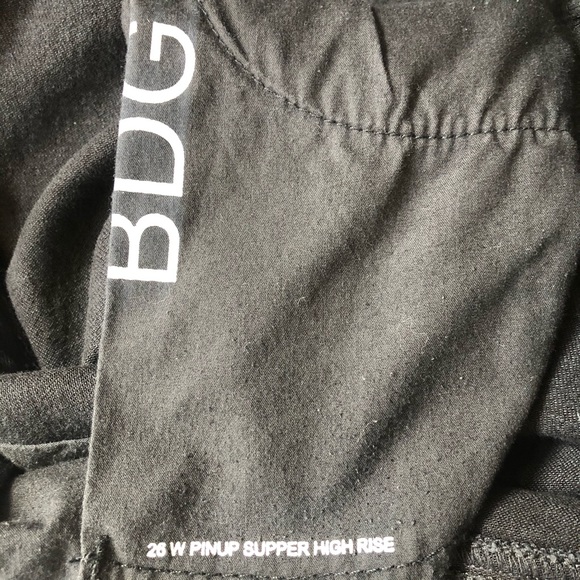 BDG
26 W PINUP SUPPER HIGH RISE